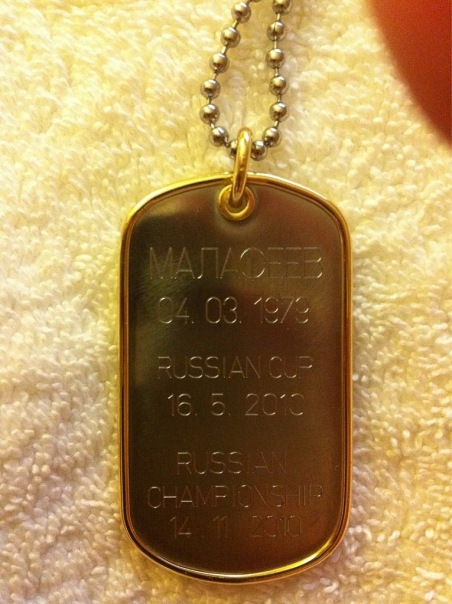 МАЛАФЕЕВ
04. 03. 1979
RUSSIAN CUP
16. 5. 2010
RUSSIAN
CHAMPIONSHIP
14. 11. 2010